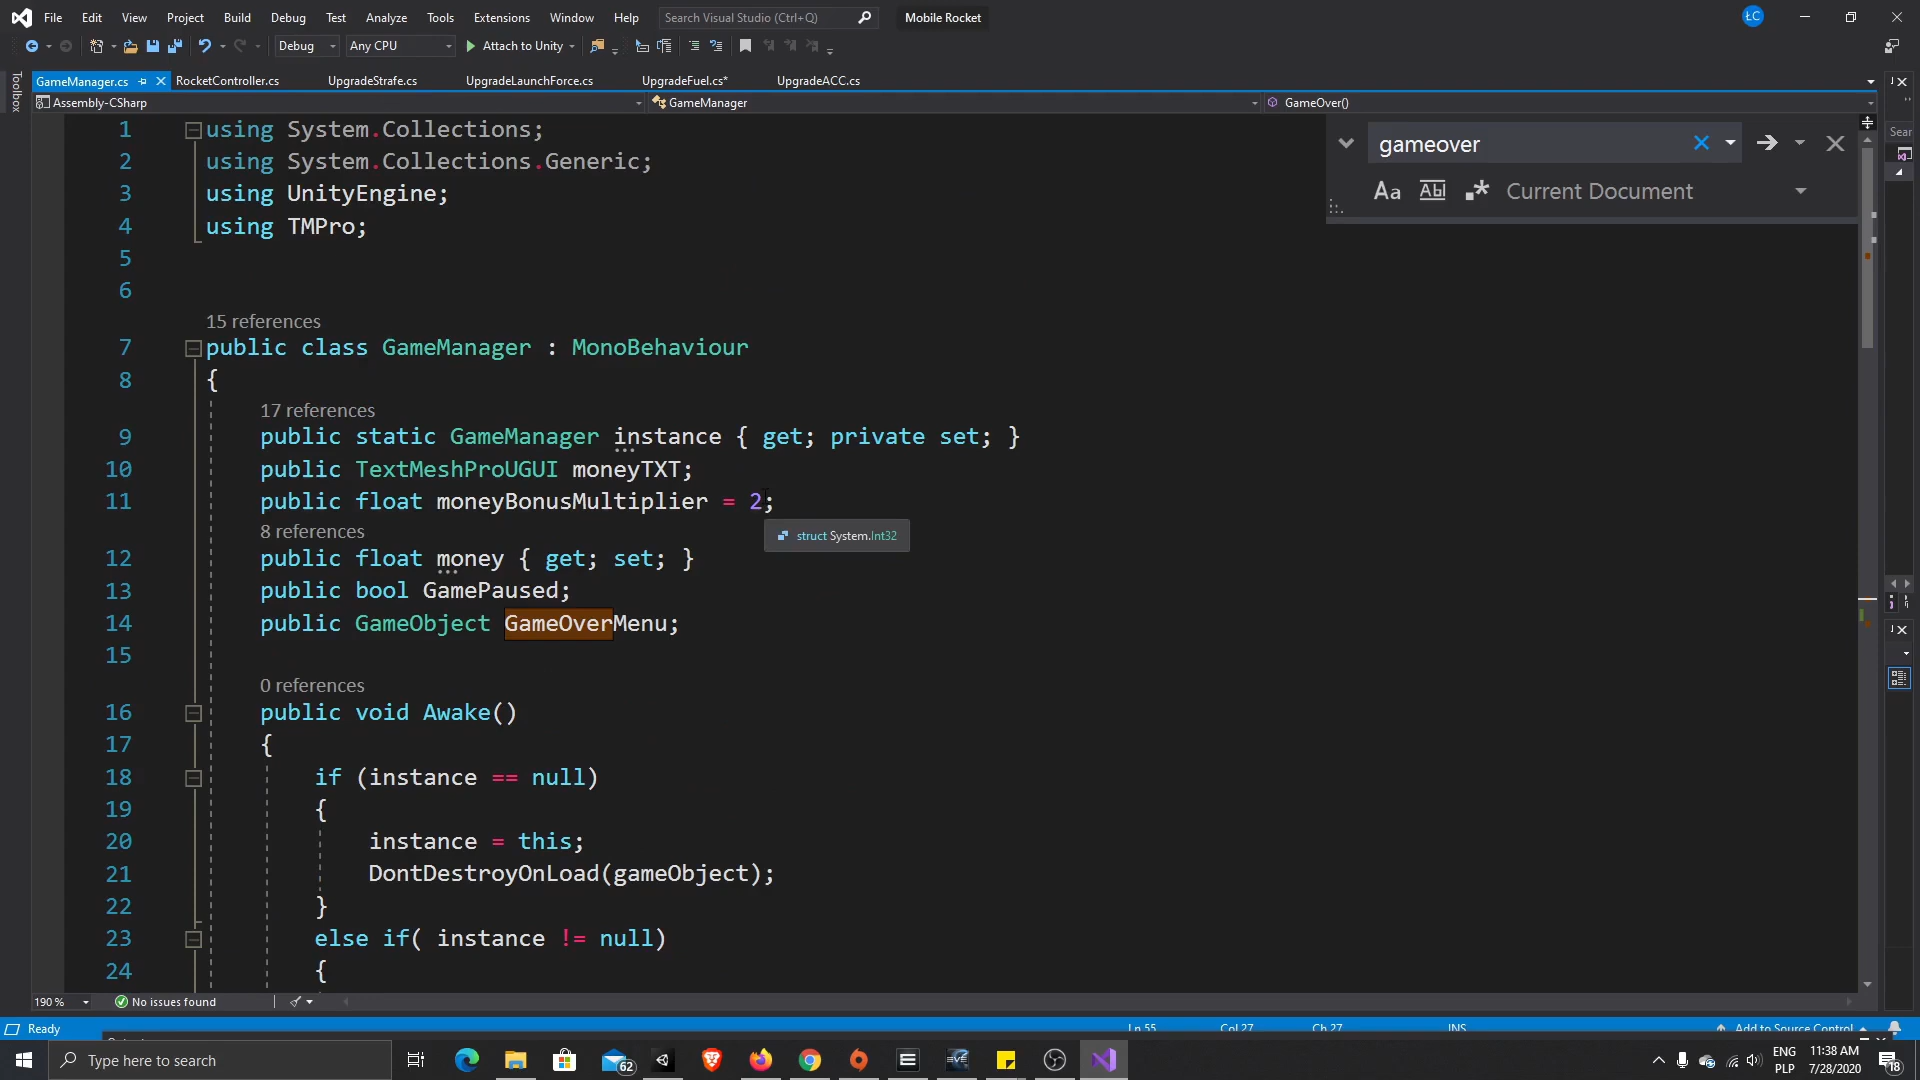 File Edit View Project Build Debug Test Analyze Tools Extensions Window Help Search Visual Studio (Ctrl+Q) Mobile Rocket ŁC
Debug Any CPU Attach to Unity
Toolbox
GameManager.cs RocketController.cs UpgradeStrafe.cs UpgradeLaunchForce.cs UpgradeFuel.cs* UpgradeACC.cs
Assembly-CSharp GameManager GameOver()
gameover
Aa Abl .* Current Document
Sear
1 using System.Collections;
2 using System.Collections.Generic;
3 using UnityEngine;
4 using TMPro;
5
6
15 references
7 public class GameManager : MonoBehaviour
8 {
17 references
9 public static GameManager instance { get; private set; }
10 public TextMeshProUGUI moneyTXT;
11 public float moneyBonusMultiplier = 2;
8 references
struct System.Int32
12 public float money { get; set; }
13 public bool GamePaused;
14 public GameObject GameOverMenu;
15
0 references
16 public void Awake()
17 {
18 if (instance == null)
19 {
20 instance = this;
21 DontDestroyOnLoad(gameObject);
22 }
23 else if( instance != null)
24 {
190 % No issues found
Ready Ln 55 Col 27 Ch 27 INS Add to Source Control
Type here to search 62 EVE ENG 11:38 AM
PLP 7/28/2020 18